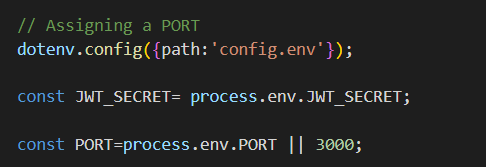 // Assigning a PORT
dotenv.config({path:'config.env'});
const JWT_SECRET= process.env.JWT_SECRET;
const PORT=process.env.PORT || 3000;